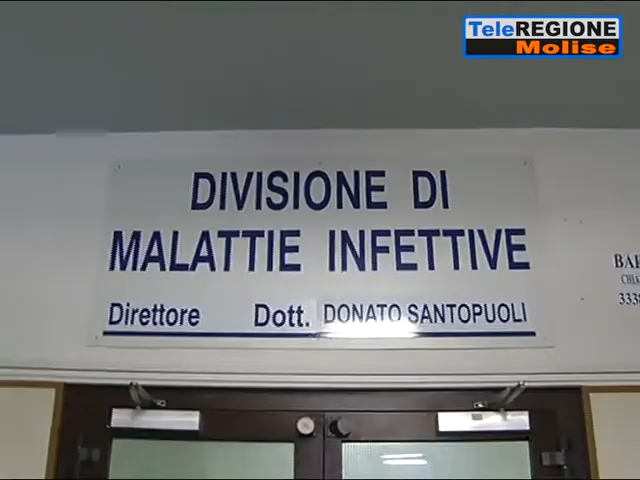 TeleREGIONE
Molise
DIVISIONE DI
MALATTIE INFETTIVE
Direttore Dott. DONATO SANTOPUOLI